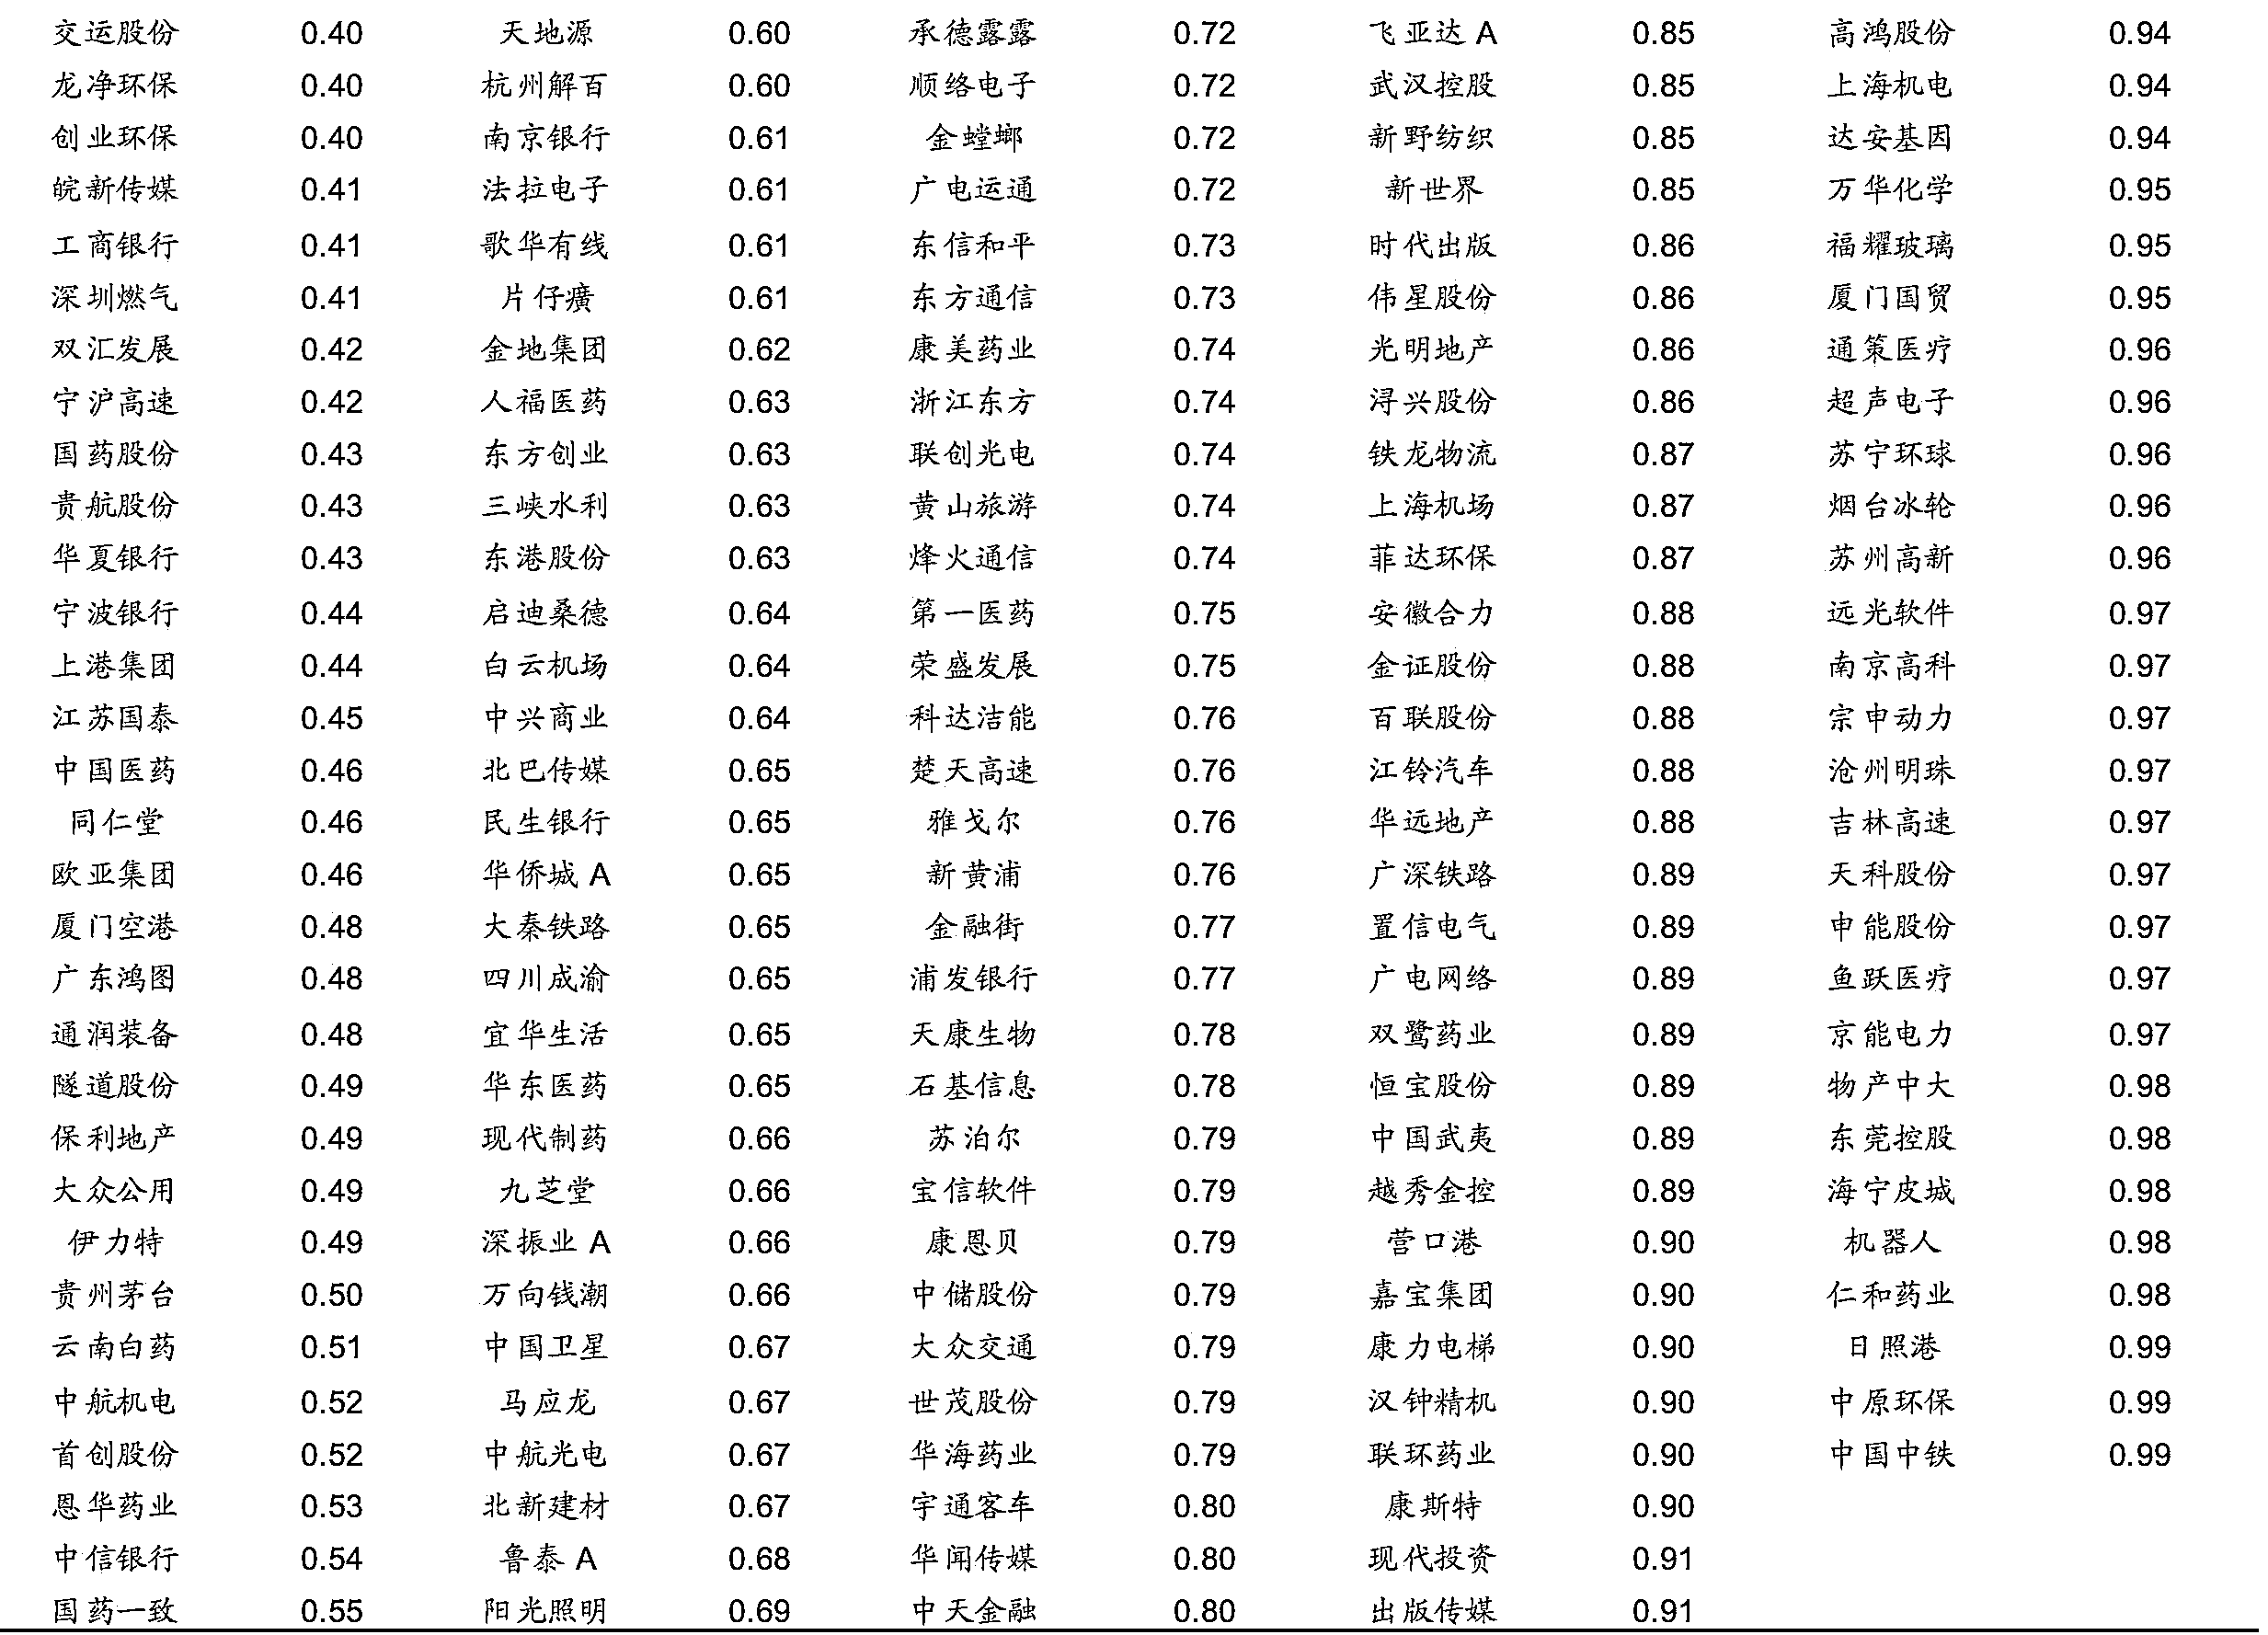 交运股份 0.40 天地源 0.60 承德露露 0.72 飞亚达 A 0.85 高鸿股份 0.94
龙净环保 0.40 杭州解百 0.60 顺络电子 0.72 武汉控股 0.85 上海机电 0.94
创业环保 0.40 南京银行 0.61 金螳螂 0.72 新野纺织 0.85 达安基因 0.94
皖新传媒 0.41 法拉电子 0.61 广电运通 0.72 新世界 0.85 万华化学 0.95
工商银行 0.41 歌华有线 0.61 东信和平 0.73 时代出版 0.86 福耀玻璃 0.95
深圳燃气 0.41 片仔癀 0.61 东方通信 0.73 伟星股份 0.86 厦门国贸 0.95
双汇发展 0.42 金地集团 0.62 康美药业 0.74 光明地产 0.86 通策医疗 0.96
宁沪高速 0.42 人福医药 0.63 浙江东方 0.74 浔兴股份 0.86 超声电子 0.96
国药股份 0.43 东方创业 0.63 联创光电 0.74 铁龙物流 0.87 苏宁环球 0.96
贵航股份 0.43 三峡水利 0.63 黄山旅游 0.74 上海机场 0.87 烟台冰轮 0.96
华夏银行 0.43 东港股份 0.63 烽火通信 0.74 菲达环保 0.87 苏州高新 0.96
宁波银行 0.44 启迪桑德 0.64 第一医药 0.75 安徽合力 0.88 远光软件 0.97
上港集团 0.44 白云机场 0.64 荣盛发展 0.75 金证股份 0.88 南京高科 0.97
江苏国泰 0.45 中兴商业 0.64 科达洁能 0.76 百联股份 0.88 宗申动力 0.97
中国医药 0.46 北巴传媒 0.65 楚天高速 0.76 江铃汽车 0.88 沧州明珠 0.97
同仁堂 0.46 民生银行 0.65 雅戈尔 0.76 华远地产 0.88 吉林高速 0.97
欧亚集团 0.46 华侨城 A 0.65 新黄浦 0.76 广深铁路 0.89 天科股份 0.97
厦门空港 0.48 大秦铁路 0.65 金融街 0.77 置信电气 0.89 申能股份 0.97
广东鸿图 0.48 四川成渝 0.65 浦发银行 0.77 广电网络 0.89 鱼跃医疗 0.97
通润装备 0.48 宜华生活 0.65 天康生物 0.78 双鹭药业 0.89 京能电力 0.97
隧道股份 0.49 华东医药 0.65 石基信息 0.78 恒宝股份 0.89 物产中大 0.98
保利地产 0.49 现代制药 0.66 苏泊尔 0.79 中国武夷 0.89 东莞控股 0.98
大众公用 0.49 九芝堂 0.66 宝信软件 0.79 越秀金控 0.89 海宁皮城 0.98
伊力特 0.49 深振业 A 0.66 康恩贝 0.79 营口港 0.90 机器人 0.98
贵州茅台 0.50 万向钱潮 0.66 中储股份 0.79 嘉宝集团 0.90 仁和药业 0.98
云南白药 0.51 中国卫星 0.67 大众交通 0.79 康力电梯 0.90 日照港 0.99
中航机电 0.52 马应龙 0.67 世茂股份 0.79 汉钟精机 0.90 中原环保 0.99
首创股份 0.52 中航光电 0.67 华海药业 0.79 联环药业 0.90 中国中铁 0.99
恩华药业 0.53 北新建材 0.67 宇通客车 0.80 康斯特 0.90
中信银行 0.54 鲁泰 A 0.68 华闻传媒 0.80 现代投资 0.91
国药一致 0.55 阳光照明 0.69 中天金融 0.80 出版传媒 0.91